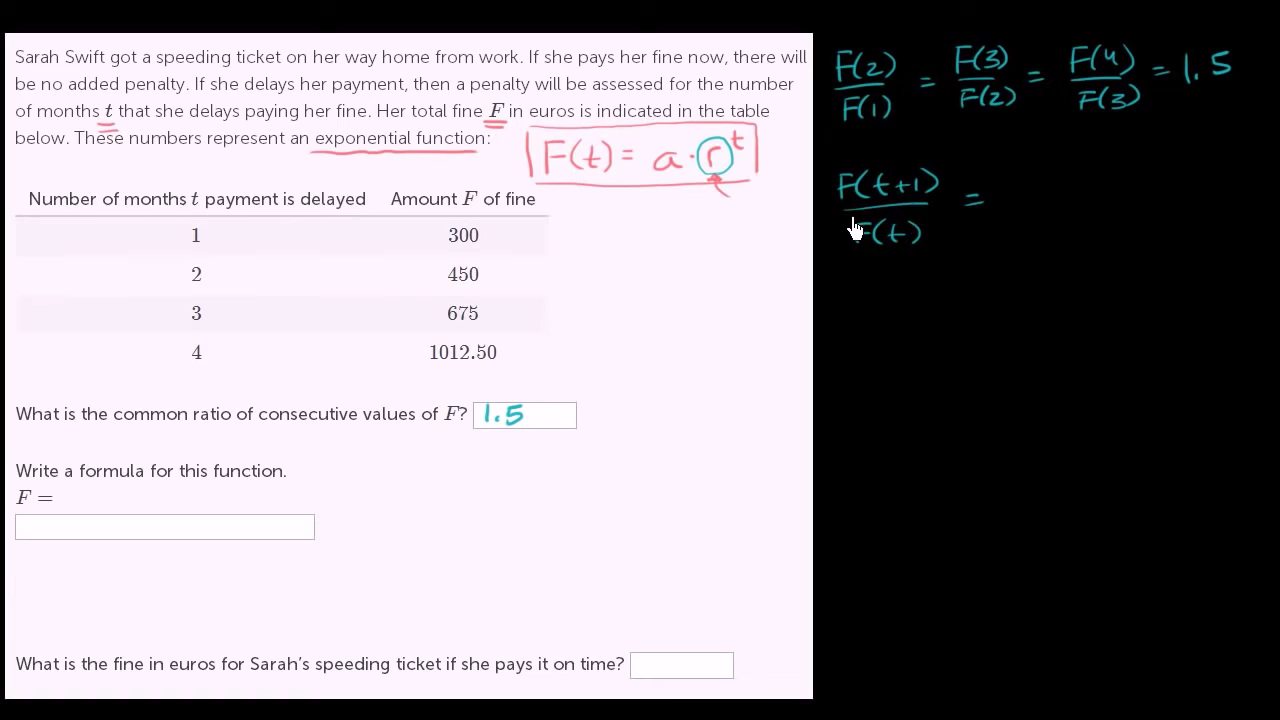 Sarah Swift got a speeding ticket on her way home from work. If she pays her fine now, there will
be no added penalty. If she delays her payment, then a penalty will be assessed for the number
of months t that she delays paying her fine. Her total fine F in euros is indicated in the table
below. These numbers represent an exponential function:
F(t) = a · r^t
Number of months t payment is delayed Amount F of fine
1 300
2 450
3 675
4 1012.50
What is the common ratio of consecutive values of F? 1.5
Write a formula for this function.
F =
What is the fine in euros for Sarah's speeding ticket if she pays it on time?
F(2)/F(1) = F(3)/F(2) = F(4)/F(3) = 1.5
F(t+1)/F(t) =